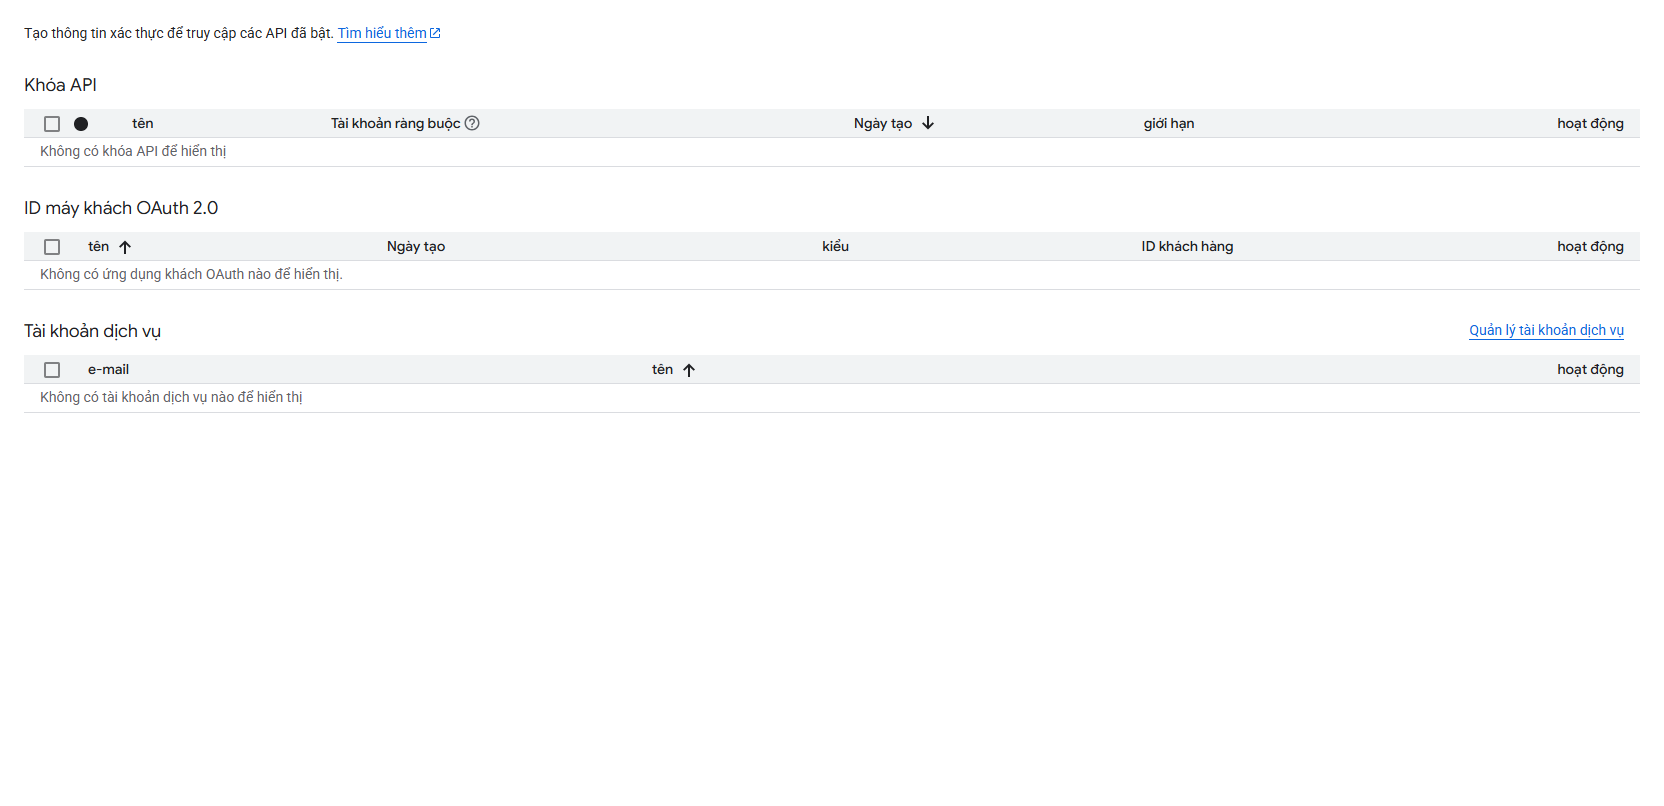 Tạo thông tin xác thực để truy cập các API đã bật. Tìm hiểu thêm
Khóa API
tên Tài khoản ràng buộc Ngày tạo giới hạn hoạt động
Không có khóa API để hiển thị
ID máy khách OAuth 2.0
tên Ngày tạo kiểu ID khách hàng hoạt động
Không có ứng dụng khách OAuth nào để hiển thị.
Tài khoản dịch vụ Quản lý tài khoản dịch vụ
e-mail tên hoạt động
Không có tài khoản dịch vụ nào để hiển thị